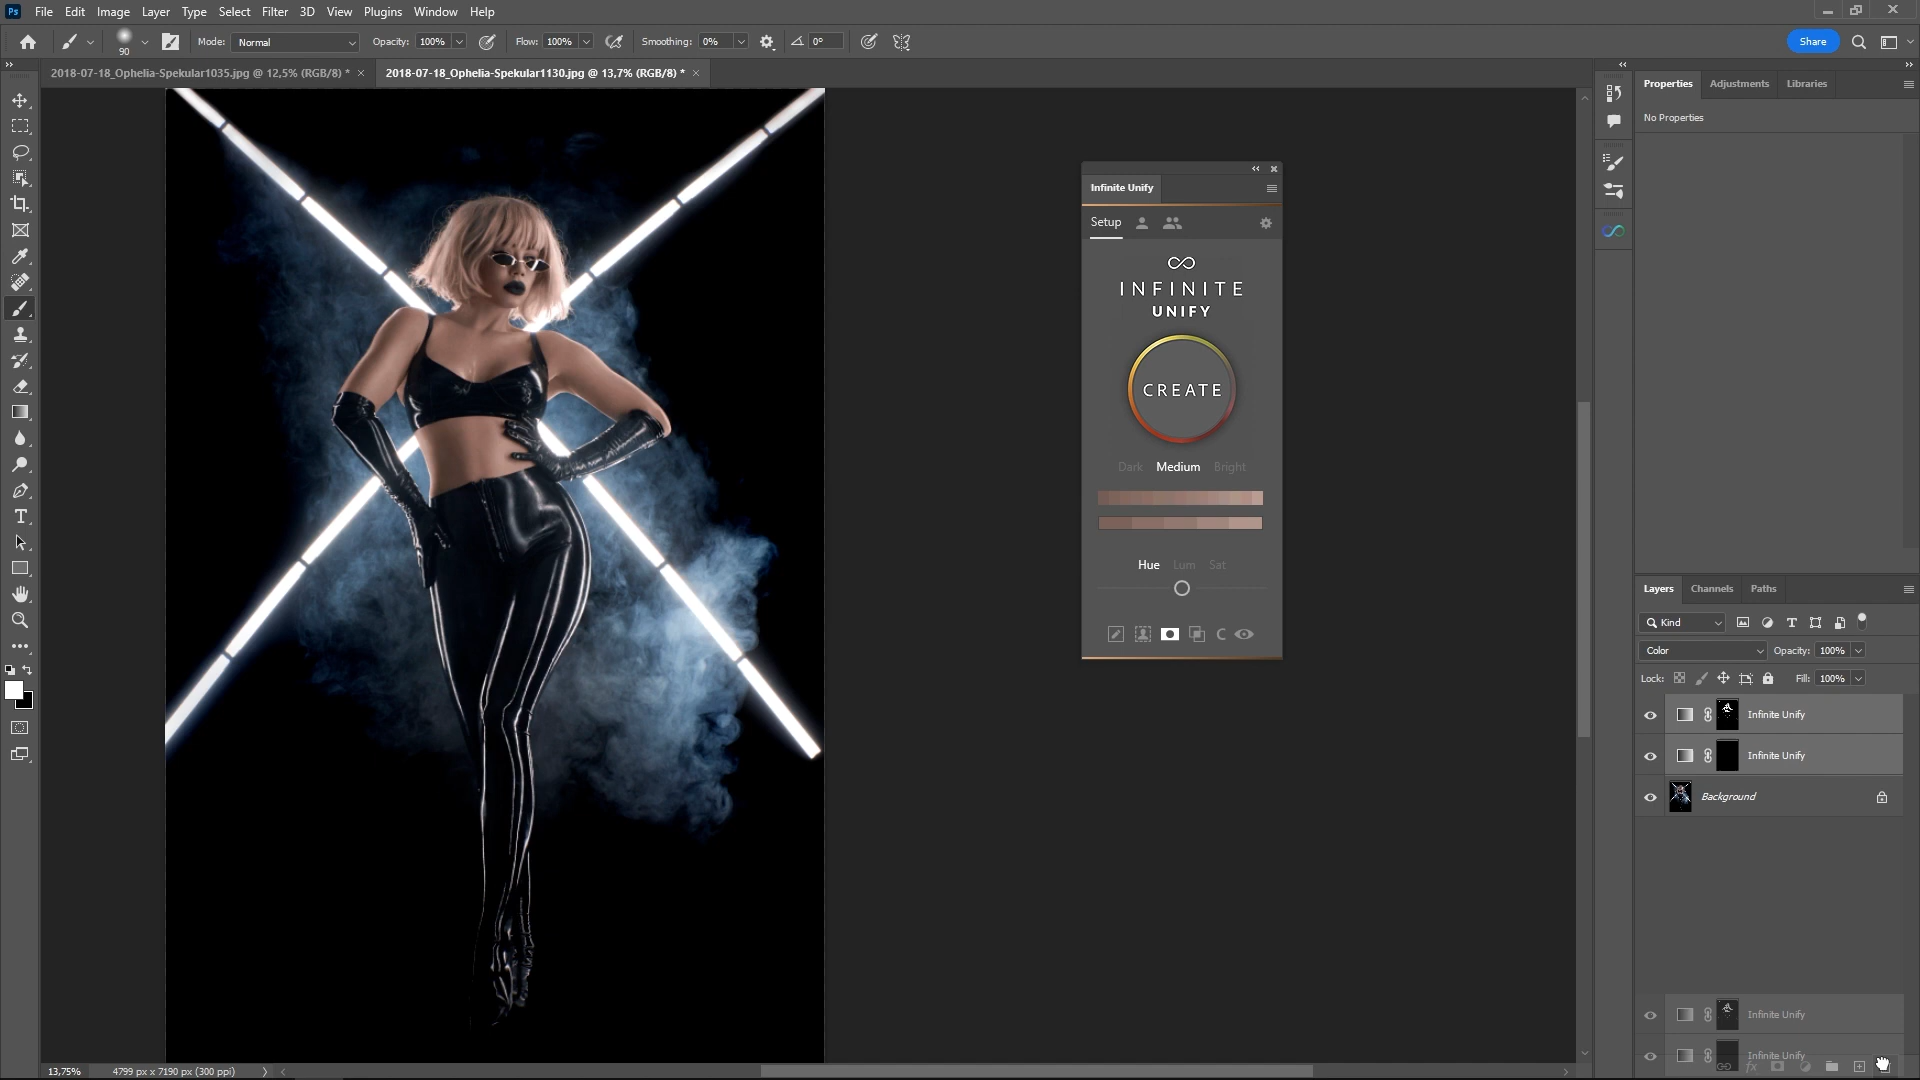 Ps File Edit Image Layer Type Select Filter 3D View Plugins Window Help
90 Mode: Normal Opacity: 100% Flow: 100% Smoothing: 0% 0° Share
2018-07-18_Ophelia-Spekular1035.jpg @ 12,5% (RGB/8) * 2018-07-18_Ophelia-Spekular1130.jpg @ 13,7% (RGB/8) *
Properties Adjustments Libraries
No Properties
Infinite Unify
Setup
INFINITE
UNIFY
CREATE
Dark Medium Bright
Hue Lum Sat
Layers Channels Paths
Kind
Color Opacity: 100%
Lock: Fill: 100%
Infinite Unify
Infinite Unify
Background
Infinite Unify
Infinite Unify
fx
13,75% 4799 px x 7190 px (300 ppi)